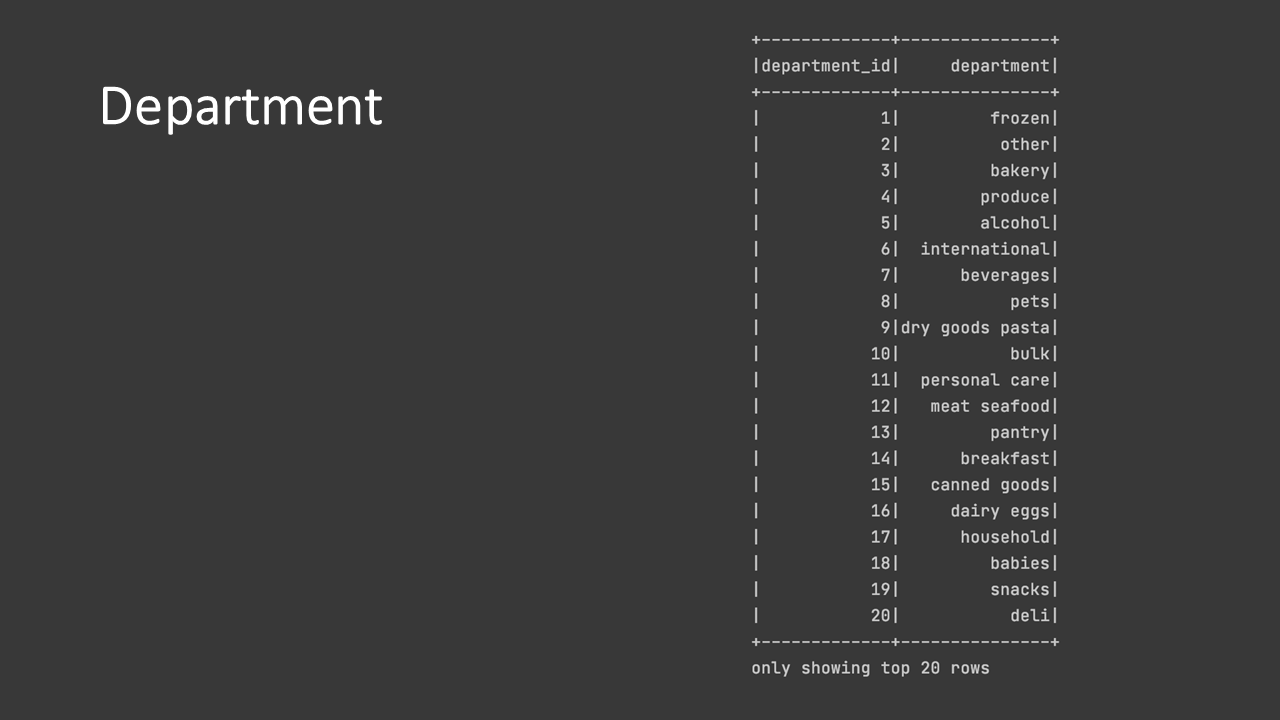 Department
+-------------+---------------+
|department_id|     department|
+-------------+---------------+
|            1|         frozen|
|            2|          other|
|            3|         bakery|
|            4|        produce|
|            5|        alcohol|
|            6|  international|
|            7|      beverages|
|            8|           pets|
|            9|dry goods pasta|
|           10|           bulk|
|           11|  personal care|
|           12|   meat seafood|
|           13|         pantry|
|           14|      breakfast|
|           15|   canned goods|
|           16|     dairy eggs|
|           17|      household|
|           18|         babies|
|           19|         snacks|
|           20|           deli|
+-------------+---------------+
only showing top 20 rows